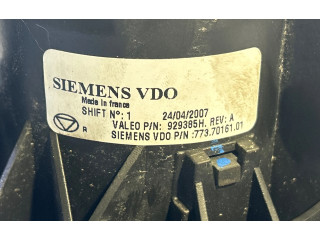 SIEMENS VDO
Made in france
SHIFT N°: 1 24/04/2007
VALEO P/N: 929385H. REV: A
R SIEMENS VDO P/N :773.70161.01